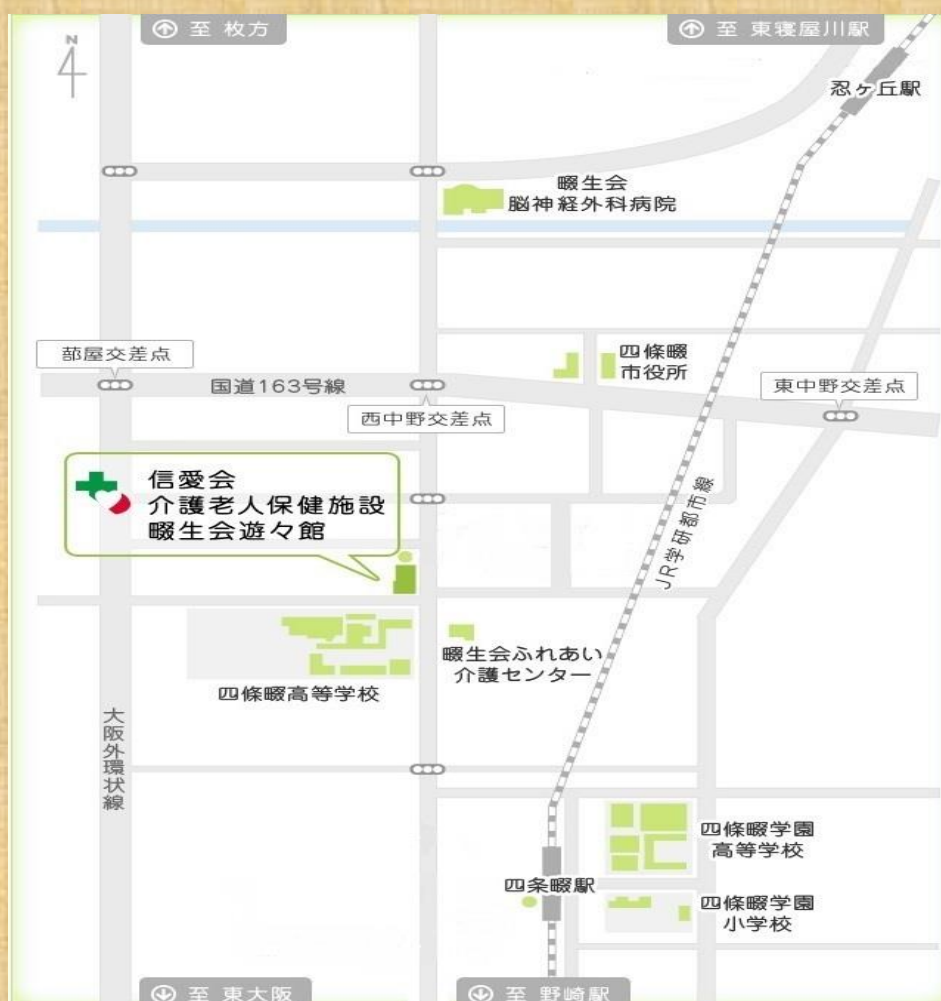 至 枚方
至 東寝屋川駅
N
忍ヶ丘駅
畷生会
脳神経外科病院
蔀屋交差点
国道163号線
四條畷
市役所
東中野交差点
西中野交差点
信愛会
介護老人保健施設
畷生会遊々館
JR学研都市線
畷生会ふれあい
介護センター
四條畷高等学校
大阪外環状線
四條畷学園
高等学校
四条畷駅
四條畷学園
小学校
至 東大阪
至 野崎駅